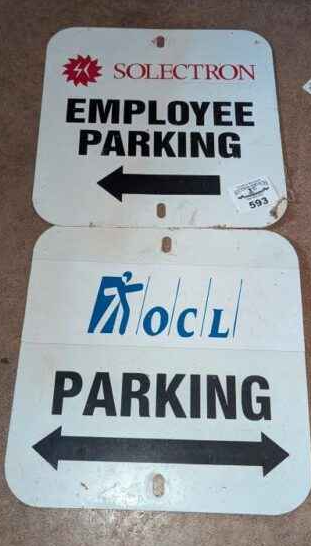 SOLECTRON
EMPLOYEE
PARKING
593
OCL
PARKING